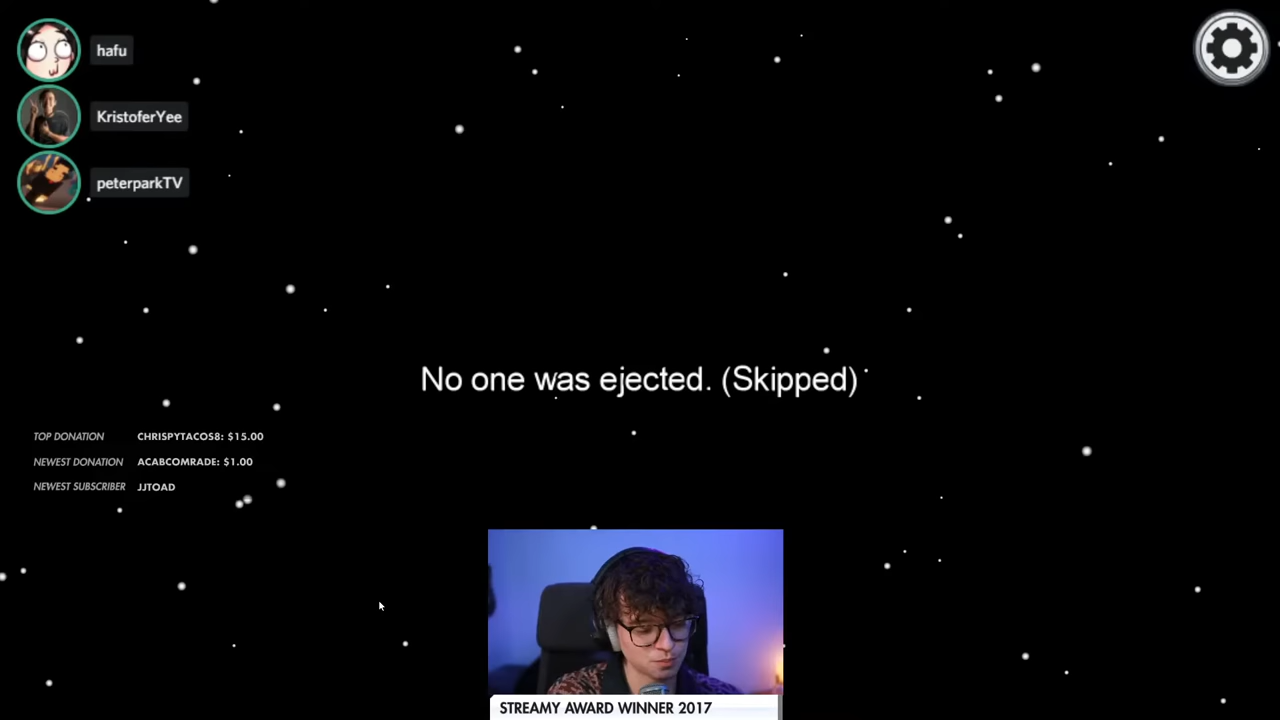 hafu
KristoferYee
peterparkTV
No one was ejected. (Skipped)
TOP DONATION CHRISPYTACOS8: $15.00
NEWEST DONATION ACABCOMRADE: $1.00
NEWEST SUBSCRIBER JJTOAD
STREAMY AWARD WINNER 2017